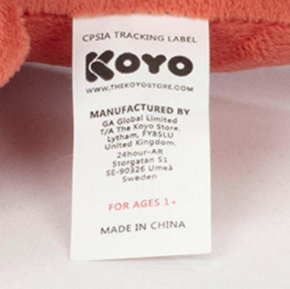 CPSIA TRACKING LABEL
KOYO
WWW.THEKOYOSTORE.COM
MANUFACTURED BY
GA Global Limited
T/A The Koyo Store.
Lytham, FY85LU
United Kingdom.
24hour-AR
Storgatan 51
SE-90326 Umeå
Sweden
FOR AGES 1+
MADE IN CHINA